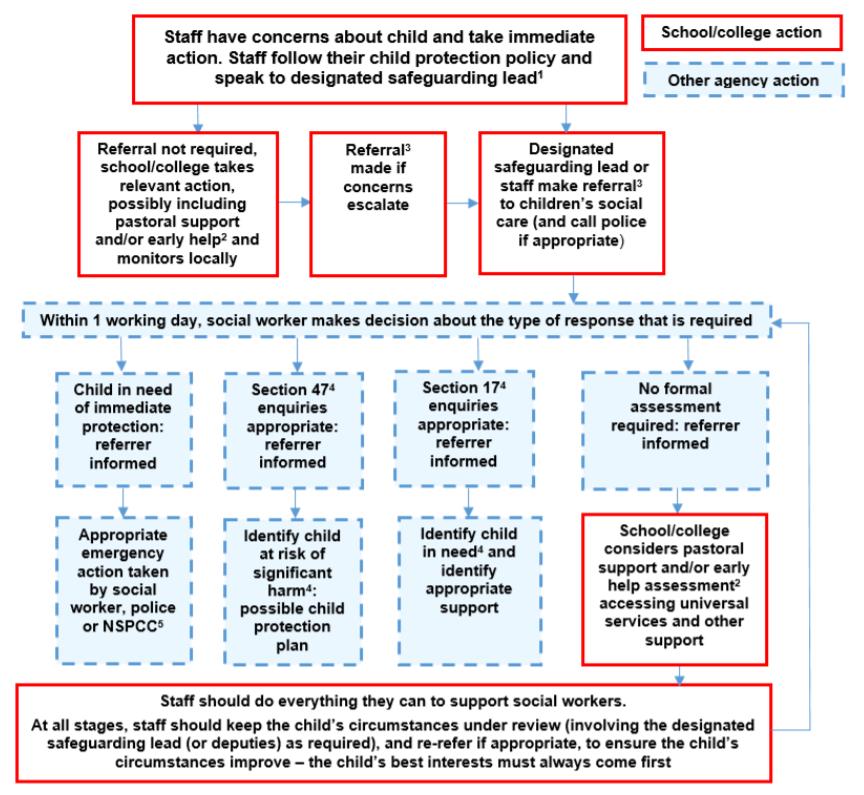 Staff have concerns about child and take immediate
action. Staff follow their child protection policy and
speak to designated safeguarding lead¹
School/college action
Other agency action
Referral not required,
school/college takes
relevant action,
possibly including
pastoral support
and/or early help² and
monitors locally
Referral³
made if
concerns
escalate
Designated
safeguarding lead or
staff make referral³
to children’s social
care (and call police
if appropriate)
Within 1 working day, social worker makes decision about the type of response that is required
Child in need
of immediate
protection:
referrer
informed
Section 47⁴
enquiries
appropriate:
referrer
informed
Section 17⁴
enquiries
appropriate:
referrer
informed
No formal
assessment
required: referrer
informed
Appropriate
emergency
action taken
by social
worker, police
or NSPCC⁵
Identify child
at risk of
significant
harm⁴:
possible child
protection
plan
Identify child
in need⁴ and
identify
appropriate
support
School/college
considers pastoral
support and/or early
help assessment²
accessing universal
services and other
support
Staff should do everything they can to support social workers.
At all stages, staff should keep the child’s circumstances under review (involving the designated
safeguarding lead (or deputies) as required), and re-refer if appropriate, to ensure the child’s
circumstances improve – the child’s best interests must always come first